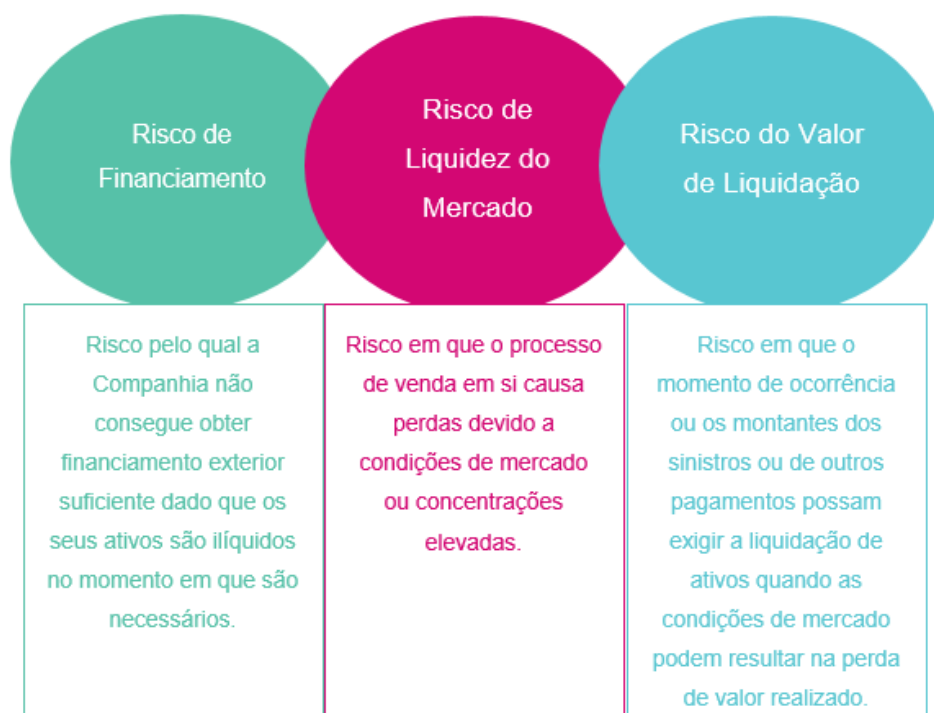 Risco de
Financiamento
Risco de
Liquidez do
Mercado
Risco do Valor
de Liquidação
Risco pelo qual a
Companhia não
consegue obter
financiamento exterior
suficiente dado que os
seus ativos são ilíquidos
no momento em que são
necessários.
Risco em que o processo
de venda em si causa
perdas devido a
condições de mercado
ou concentrações
elevadas.
Risco em que o
momento de ocorrência
ou os montantes dos
sinistros ou de outros
pagamentos possam
exigir a liquidação de
ativos quando as
condições de mercado
podem resultar na perda
de valor realizado.